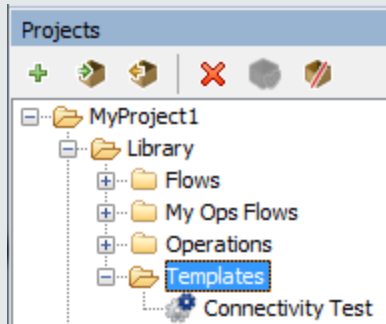 Projects
MyProject1
Library
Flows
My Ops Flows
Operations
Templates
Connectivity Test